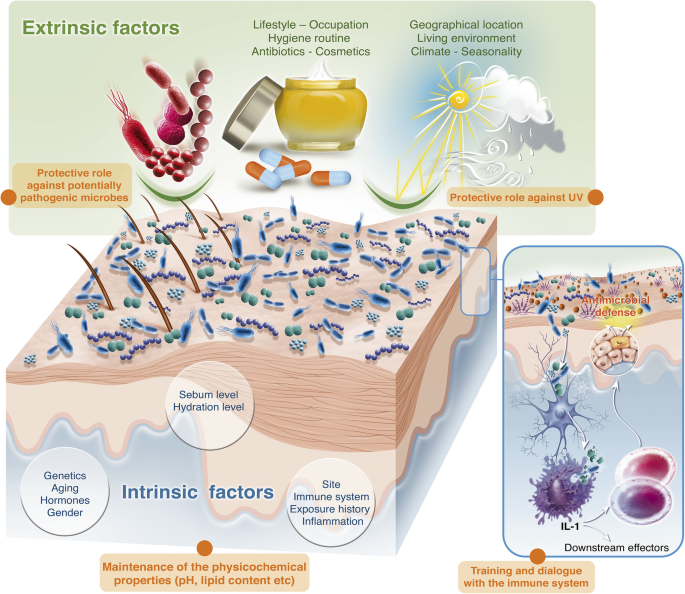 Extrinsic factors
Lifestyle – Occupation
Hygiene routine
Antibiotics - Cosmetics
Geographical location
Living environment
Climate - Seasonality
Protective role
against potentially
pathogenic microbes
Protective role against UV
Antimicrobial
defense
Sebum level
Hydration level
Genetics
Aging
Hormones
Gender
Intrinsic factors
Site
Immune system
Exposure history
Inflammation
IL-1
Downstream effectors
Maintenance of the physicochemical
properties (pH, lipid content etc)
Training and dialogue
with the immune system